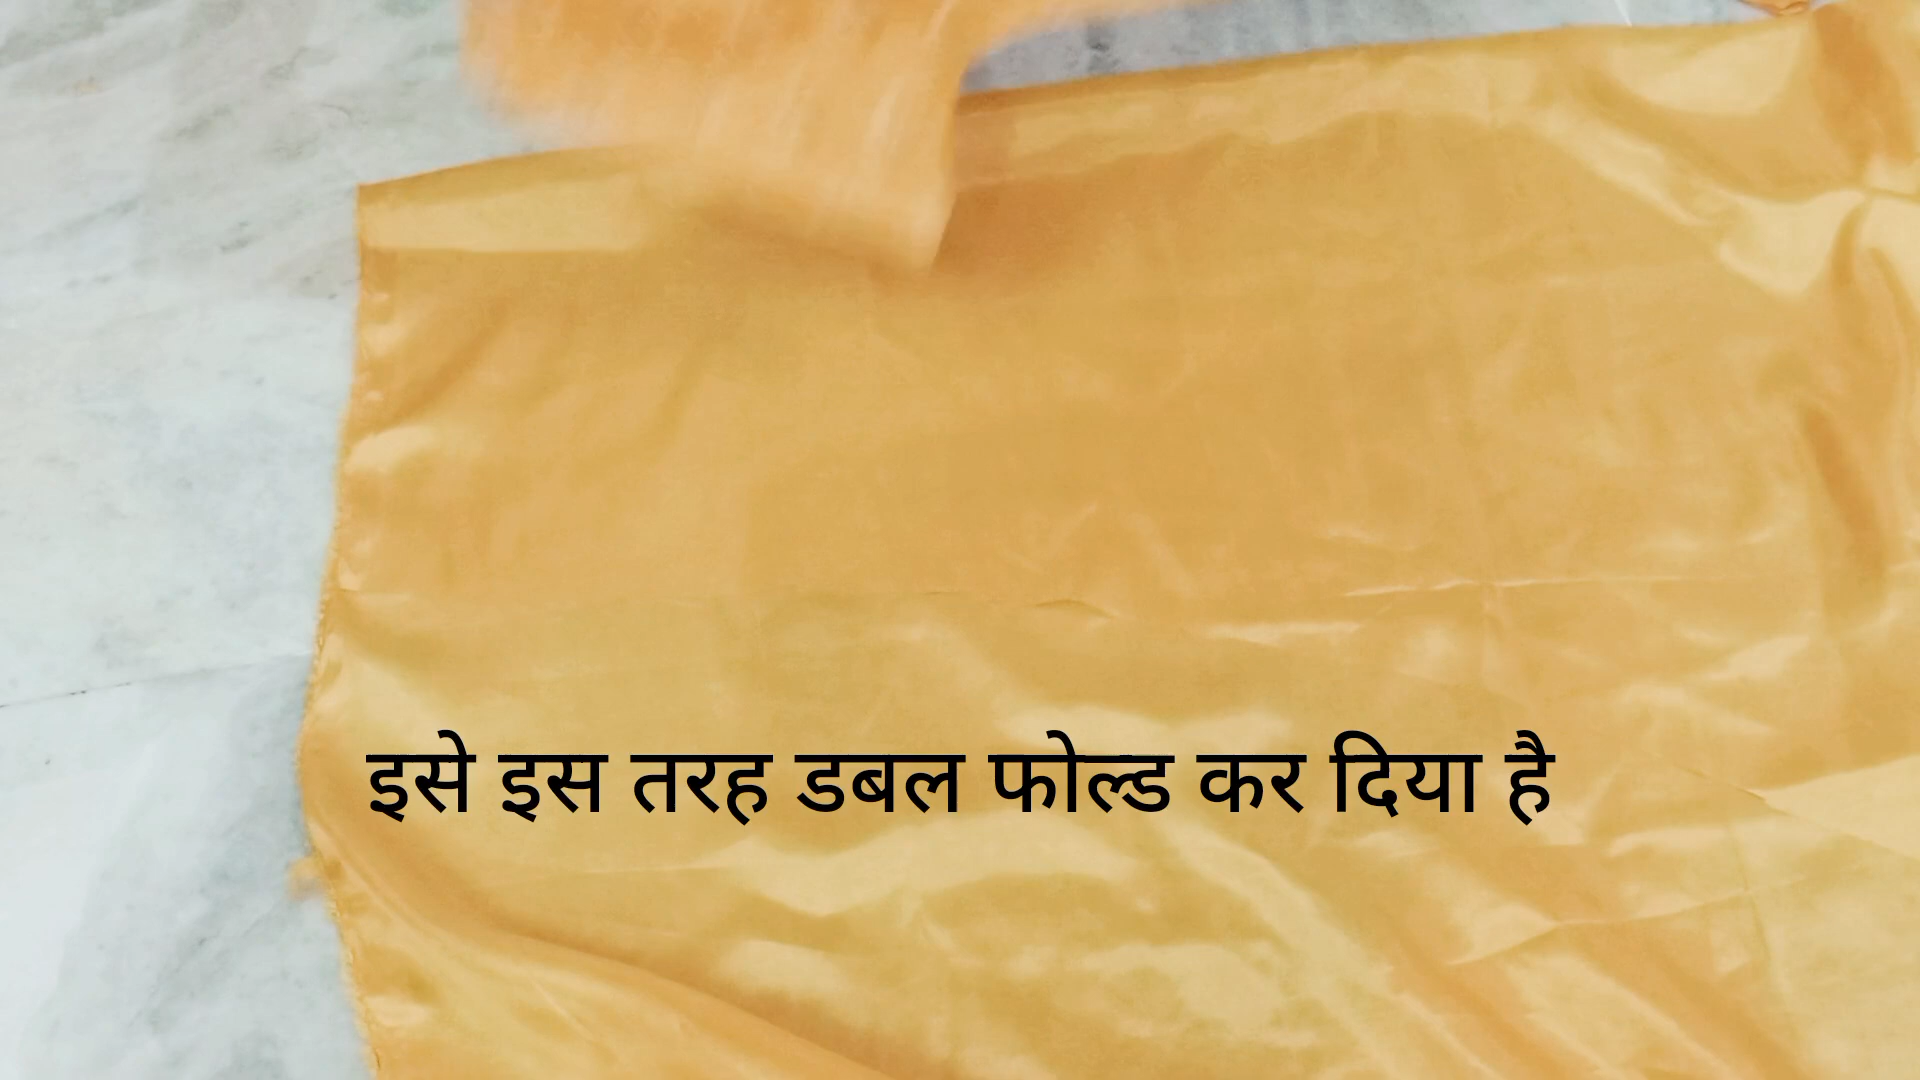 इसे इस तरह डबल फोल्ड कर दिया है